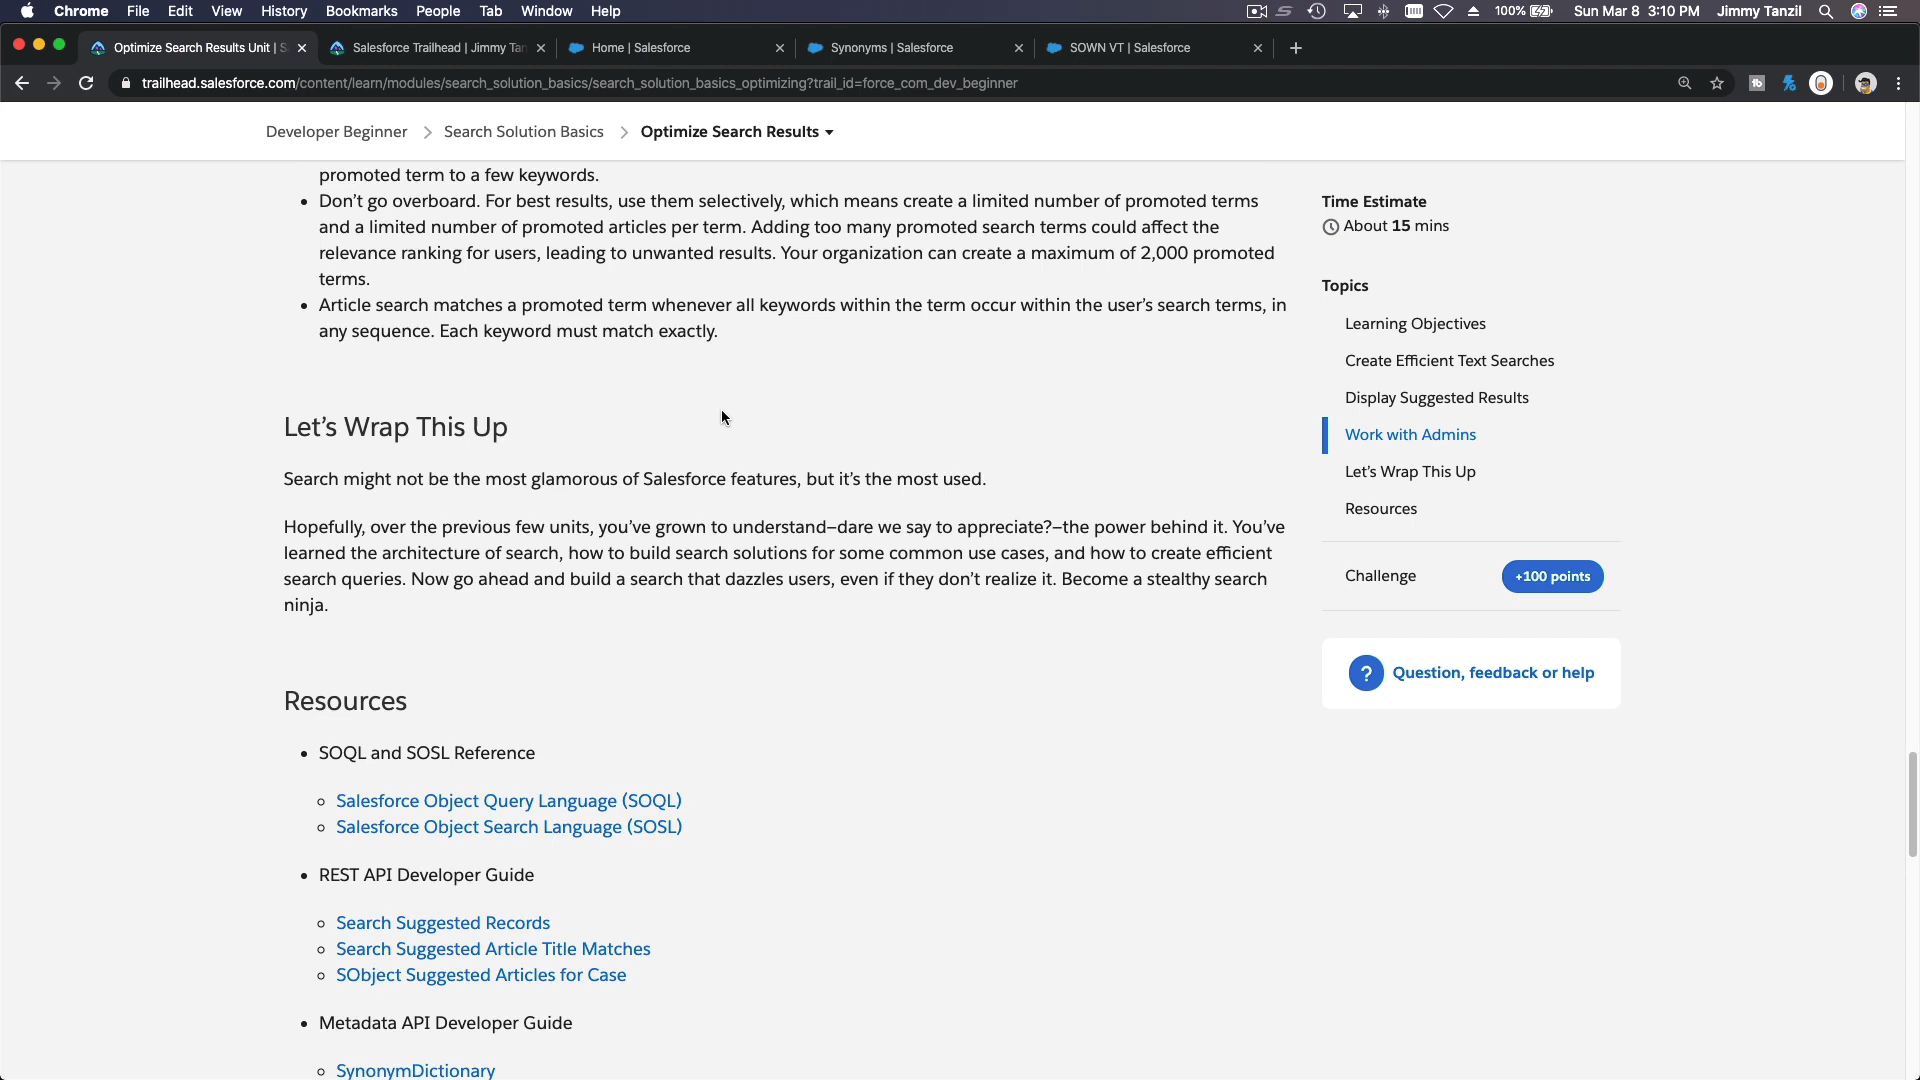 Chrome File Edit View History Bookmarks People Tab Window Help 100% Sun Mar 8 3:10 PM Jimmy Tanzil
Optimize Search Results Unit | S Salesforce Trailhead | Jimmy Tan Home | Salesforce Synonyms | Salesforce SOWN VT | Salesforce
trailhead.salesforce.com/content/learn/modules/search_solution_basics/search_solution_basics_optimizing?trail_id=force_com_dev_beginner
Developer Beginner Search Solution Basics Optimize Search Results
promoted term to a few keywords.
Don’t go overboard. For best results, use them selectively, which means create a limited number of promoted terms
and a limited number of promoted articles per term. Adding too many promoted search terms could affect the
relevance ranking for users, leading to unwanted results. Your organization can create a maximum of 2,000 promoted
terms.
Article search matches a promoted term whenever all keywords within the term occur within the user’s search terms, in
any sequence. Each keyword must match exactly.
Let’s Wrap This Up
Search might not be the most glamorous of Salesforce features, but it’s the most used.
Hopefully, over the previous few units, you’ve grown to understand—dare we say to appreciate?—the power behind it. You’ve
learned the architecture of search, how to build search solutions for some common use cases, and how to create efficient
search queries. Now go ahead and build a search that dazzles users, even if they don’t realize it. Become a stealthy search
ninja.
Resources
SOQL and SOSL Reference
Salesforce Object Query Language (SOQL)
Salesforce Object Search Language (SOSL)
REST API Developer Guide
Search Suggested Records
Search Suggested Article Title Matches
SObject Suggested Articles for Case
Metadata API Developer Guide
SynonymDictionary
Time Estimate
About 15 mins
Topics
Learning Objectives
Create Efficient Text Searches
Display Suggested Results
Work with Admins
Let’s Wrap This Up
Resources
Challenge +100 points
? Question, feedback or help